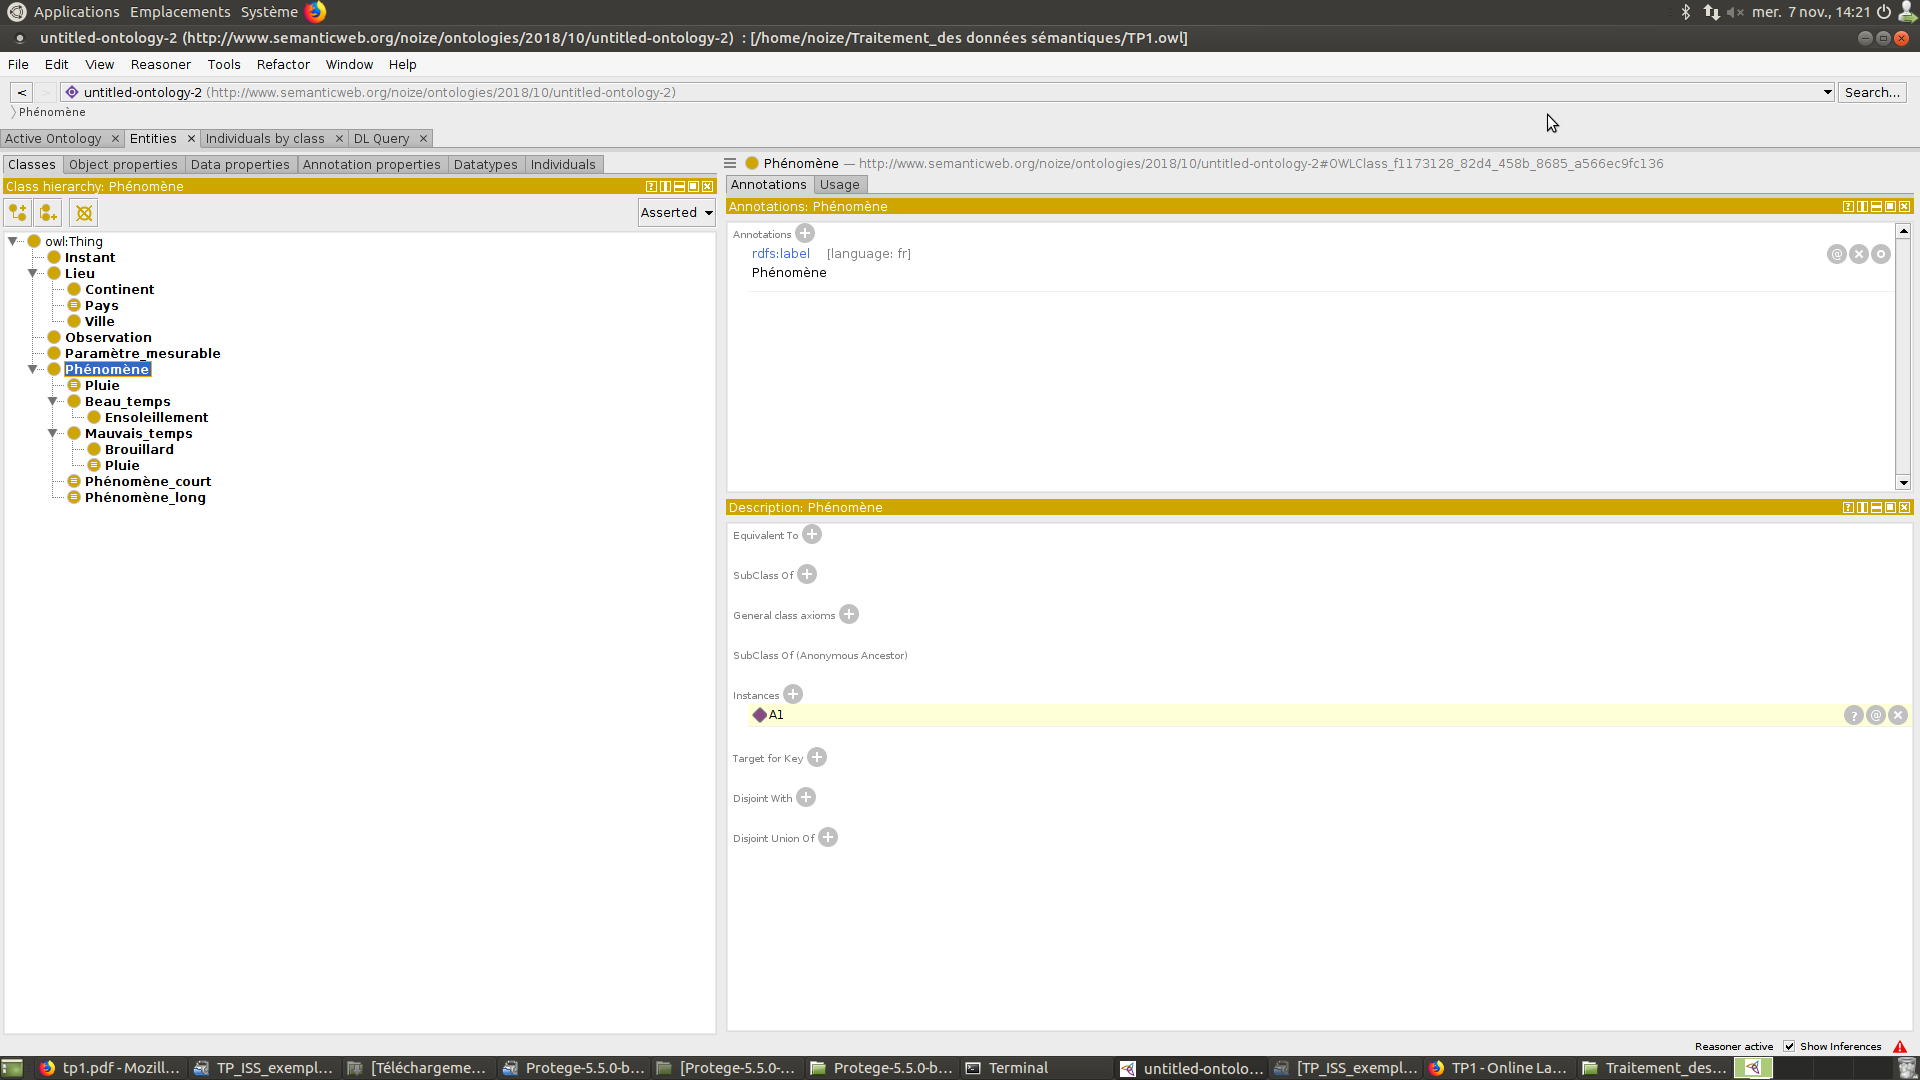 Applications Emplacements Système mer. 7 nov., 14:21
untitled-ontology-2 (http://www.semanticweb.org/noize/ontologies/2018/10/untitled-ontology-2) : [/home/noize/Traitement_des données sémantiques/TP1.owl]
File Edit View Reasoner Tools Refactor Window Help
< > untitled-ontology-2 (http://www.semanticweb.org/noize/ontologies/2018/10/untitled-ontology-2) Search...
Phénomène
Active Ontology × Entities × Individuals by class × DL Query ×
Classes Object properties Data properties Annotation properties Datatypes Individuals
Class hierarchy: Phénomène
Asserted
owl:Thing
Instant
Lieu
Continent
Pays
Ville
Observation
Paramètre_mesurable
Phénomène
Pluie
Beau_temps
Ensoleillement
Mauvais_temps
Brouillard
Pluie
Phénomène_court
Phénomène_long
Phénomène — http://www.semanticweb.org/noize/ontologies/2018/10/untitled-ontology-2#OWLClass_f1173128_82d4_458b_8685_a566ec9fc136
Annotations Usage
Annotations: Phénomène
Annotations
rdfs:label [language: fr]
Phénomène
Description: Phénomène
Equivalent To
SubClass Of
General class axioms
SubClass Of (Anonymous Ancestor)
Instances
A1
Target for Key
Disjoint With
Disjoint Union Of
Reasoner active Show Inferences
tp1.pdf - Mozill... TP_ISS_exempl... [Téléchargeme... Protege-5.5.0-b... [Protege-5.5.0-... Protege-5.5.0-b... Terminal untitled-ontolo... [TP_ISS_exempl... TP1 - Online La... Traitement_des...